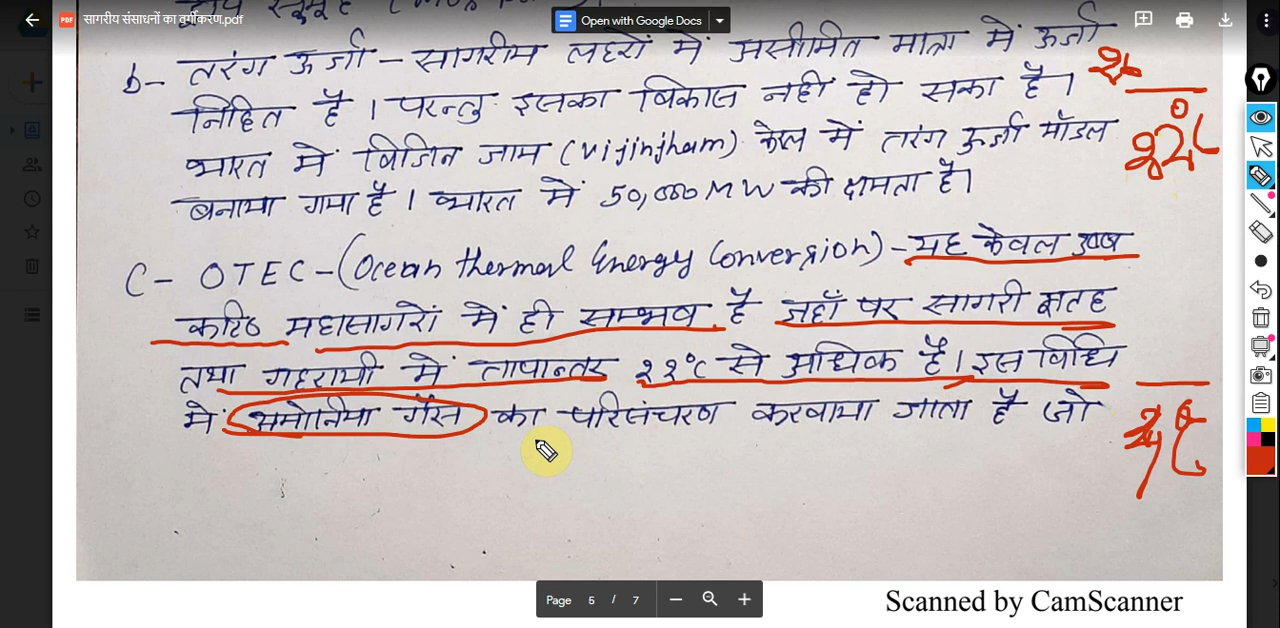 सागरीय संसाधनों का वर्गीकरण.pdf
Open with Google Docs
b- तरंग ऊर्जा - सागरीय लहरों में असीमित मात्रा में ऊर्जा
निहित है । परन्तु इसका विकास नहीं हो सका है।
भारत में विजिन जाम (Vijinjham) केरल में तरंग ऊर्जा मॉडल
बनाया गया है । भारत में 50,000 MW की क्षमता है।
C- OTEC - (Ocean thermal Energy Conversion) - यह केवल उष्ण
कटि० महासागरों में ही सम्भव है जहाँ पर सागरी सतह
तथा गहरायी में तापान्तर २२°c से अधिक है। इस विधि
में अमोनिया गैस का परिसंचरण करवाया जाता है जो
22°C
Page 5 / 7
Scanned by CamScanner